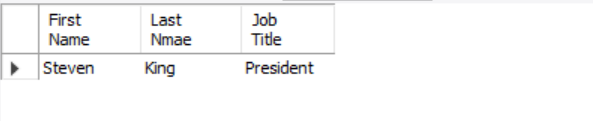 First Last Job
Name Nmae Title
Steven King President